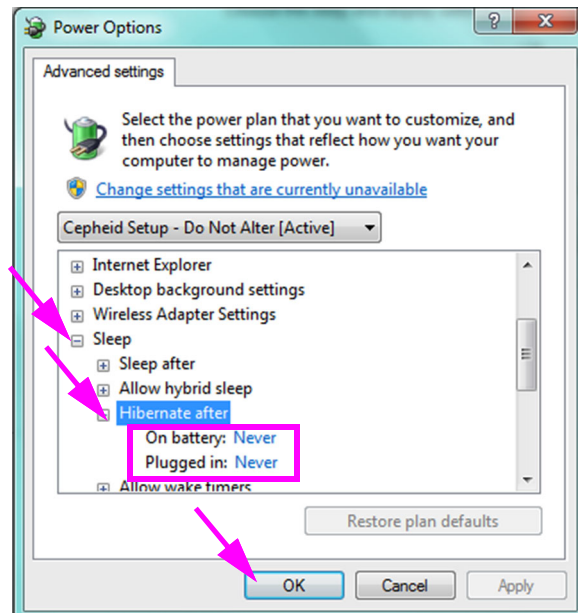 Power Options
Advanced settings
Select the power plan that you want to customize, and
then choose settings that reflect how you want your
computer to manage power.
Change settings that are currently unavailable
Cepheid Setup - Do Not Alter [Active]
Internet Explorer
Desktop background settings
Wireless Adapter Settings
Sleep
Sleep after
Allow hybrid sleep
Hibernate after
On battery: Never
Plugged in: Never
Allow wake timers
Restore plan defaults
OK Cancel Apply